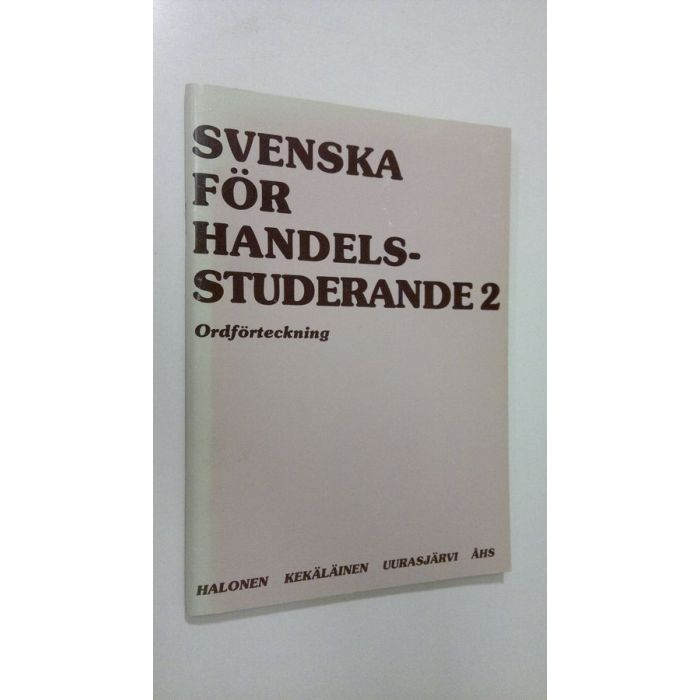 SVENSKA
FÖR
HANDELS-
STUDERANDE 2
Ordförteckning
HALONEN KEKÄLÄINEN UURASJÄRVI ÅHS